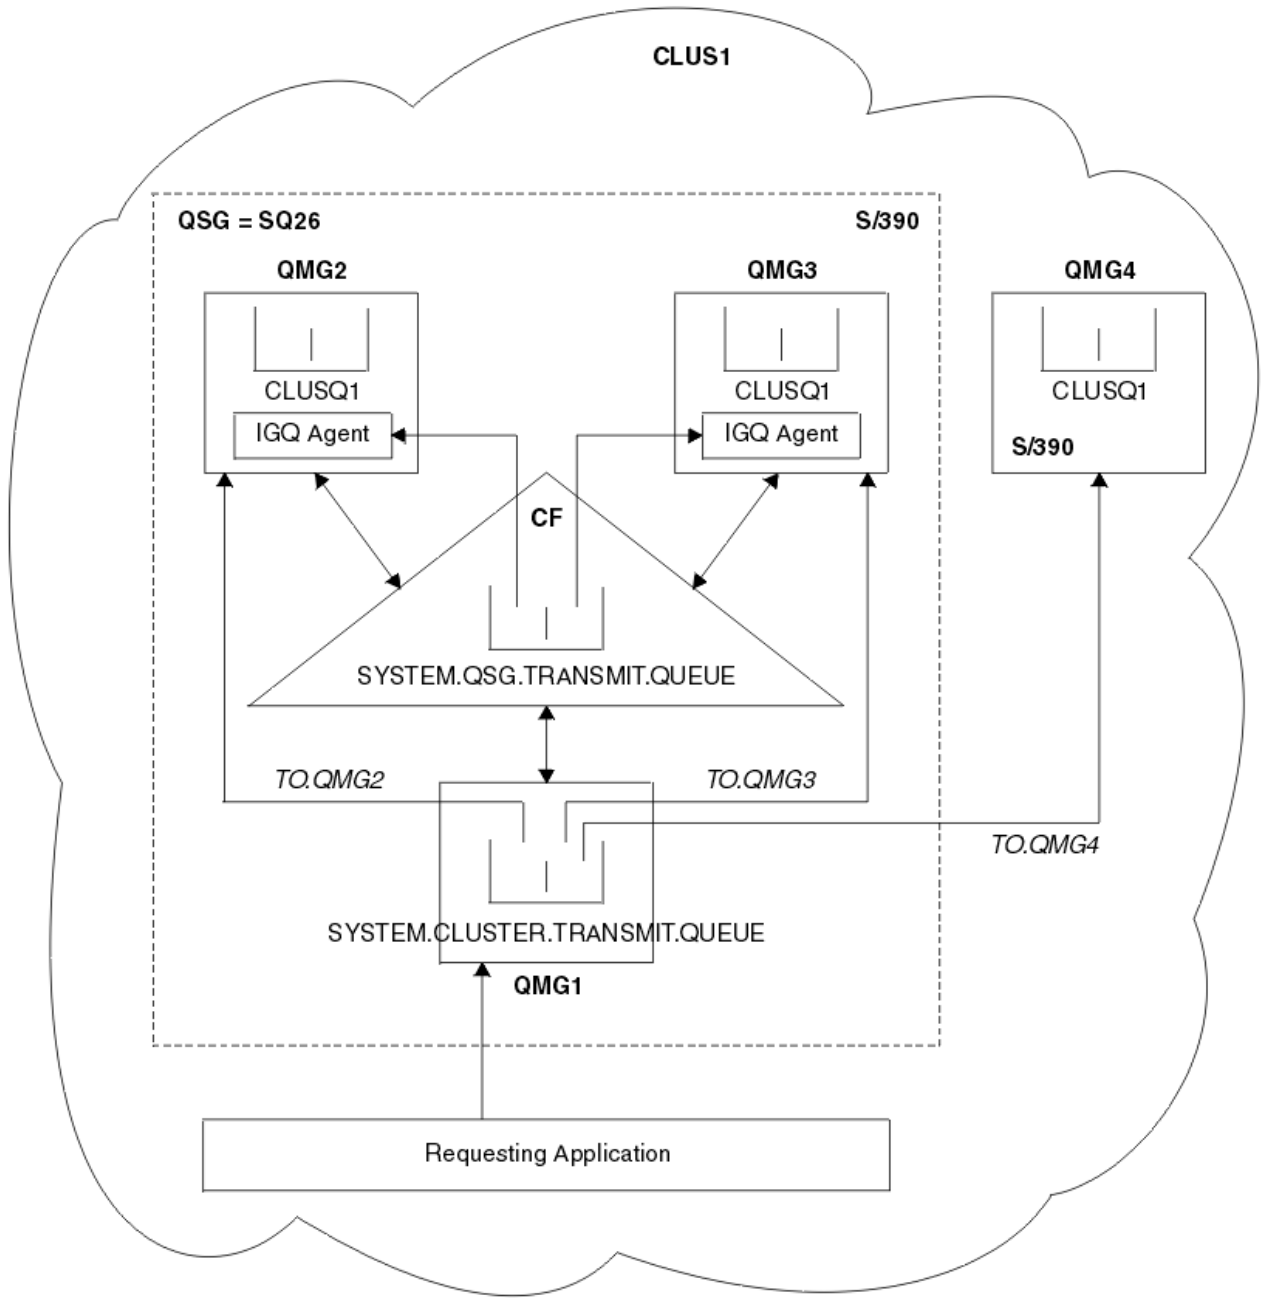 CLUS1
QSG = SQ26
S/390
QMG2
QMG3
QMG4
CLUSQ1
CLUSQ1
CLUSQ1
IGQ Agent
IGQ Agent
S/390
CF
SYSTEM.QSG.TRANSMIT.QUEUE
TO.QMG2
TO.QMG3
TO.QMG4
SYSTEM.CLUSTER.TRANSMIT.QUEUE
QMG1
Requesting Application